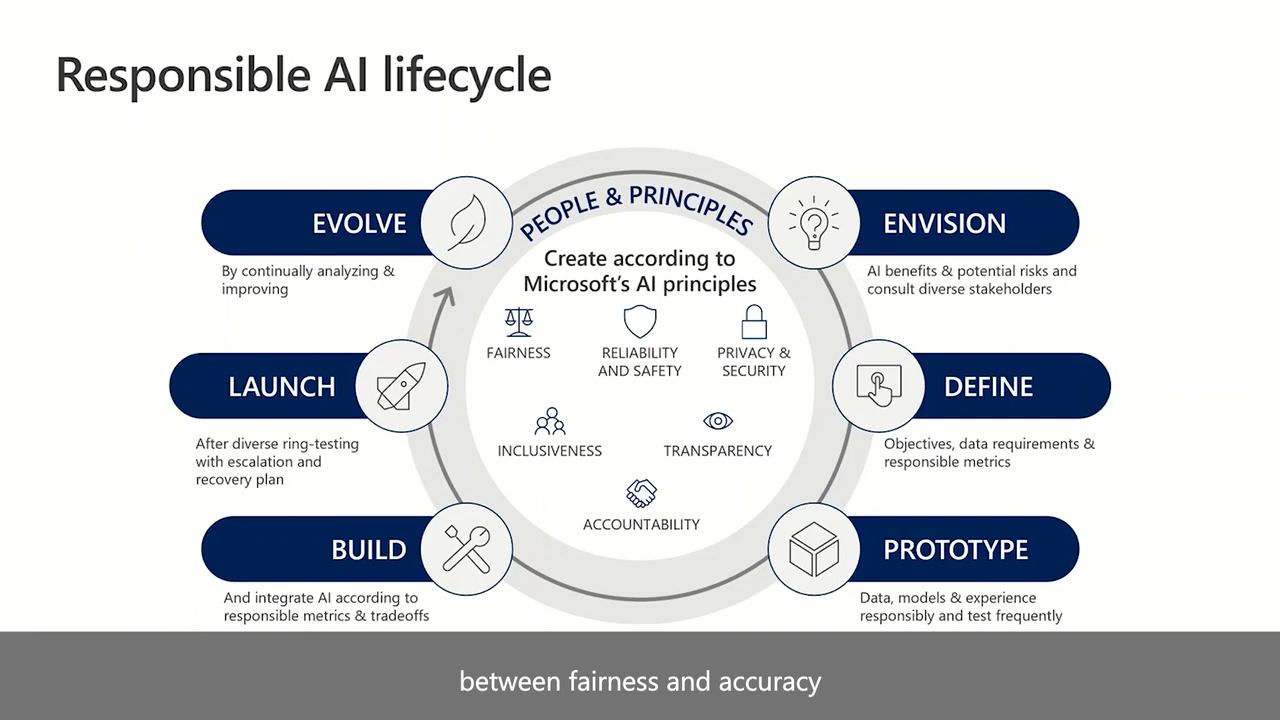 Responsible AI lifecycle
PEOPLE & PRINCIPLES
Create according to
Microsoft's AI principles
FAIRNESS
RELIABILITY
AND SAFETY
PRIVACY &
SECURITY
INCLUSIVENESS
TRANSPARENCY
ACCOUNTABILITY
ENVISION
AI benefits & potential risks and
consult diverse stakeholders
DEFINE
Objectives, data requirements &
responsible metrics
PROTOTYPE
Data, models & experience
responsibly and test frequently
BUILD
And integrate AI according to
responsible metrics & tradeoffs
LAUNCH
After diverse ring-testing
with escalation and
recovery plan
EVOLVE
By continually analyzing &
improving
between fairness and accuracy